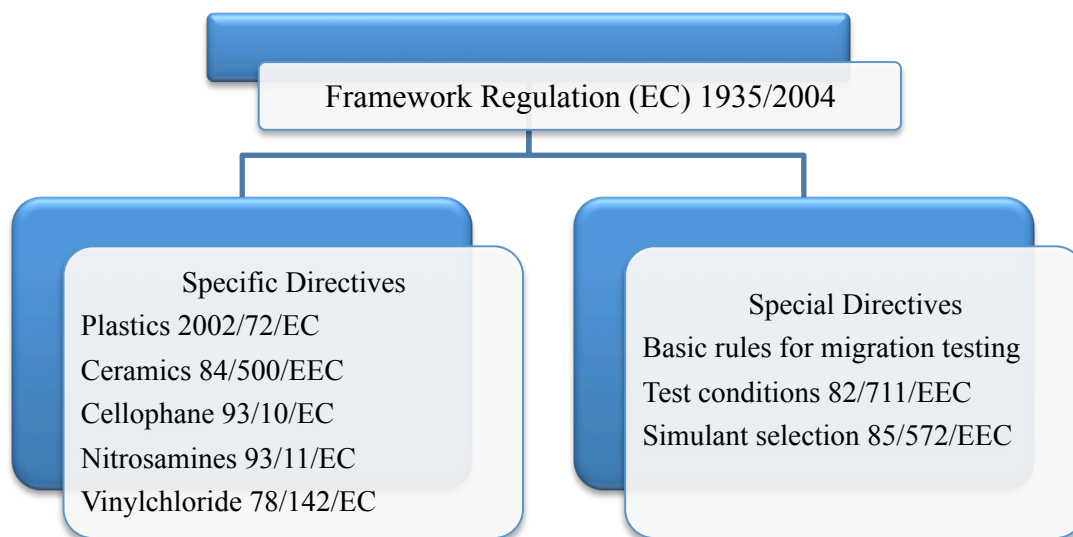 Framework Regulation (EC) 1935/2004
Specific Directives
Plastics 2002/72/EC
Ceramics 84/500/EEC
Cellophane 93/10/EC
Nitrosamines 93/11/EC
Vinylchloride 78/142/EC
Special Directives
Basic rules for migration testing
Test conditions 82/711/EEC
Simulant selection 85/572/EEC